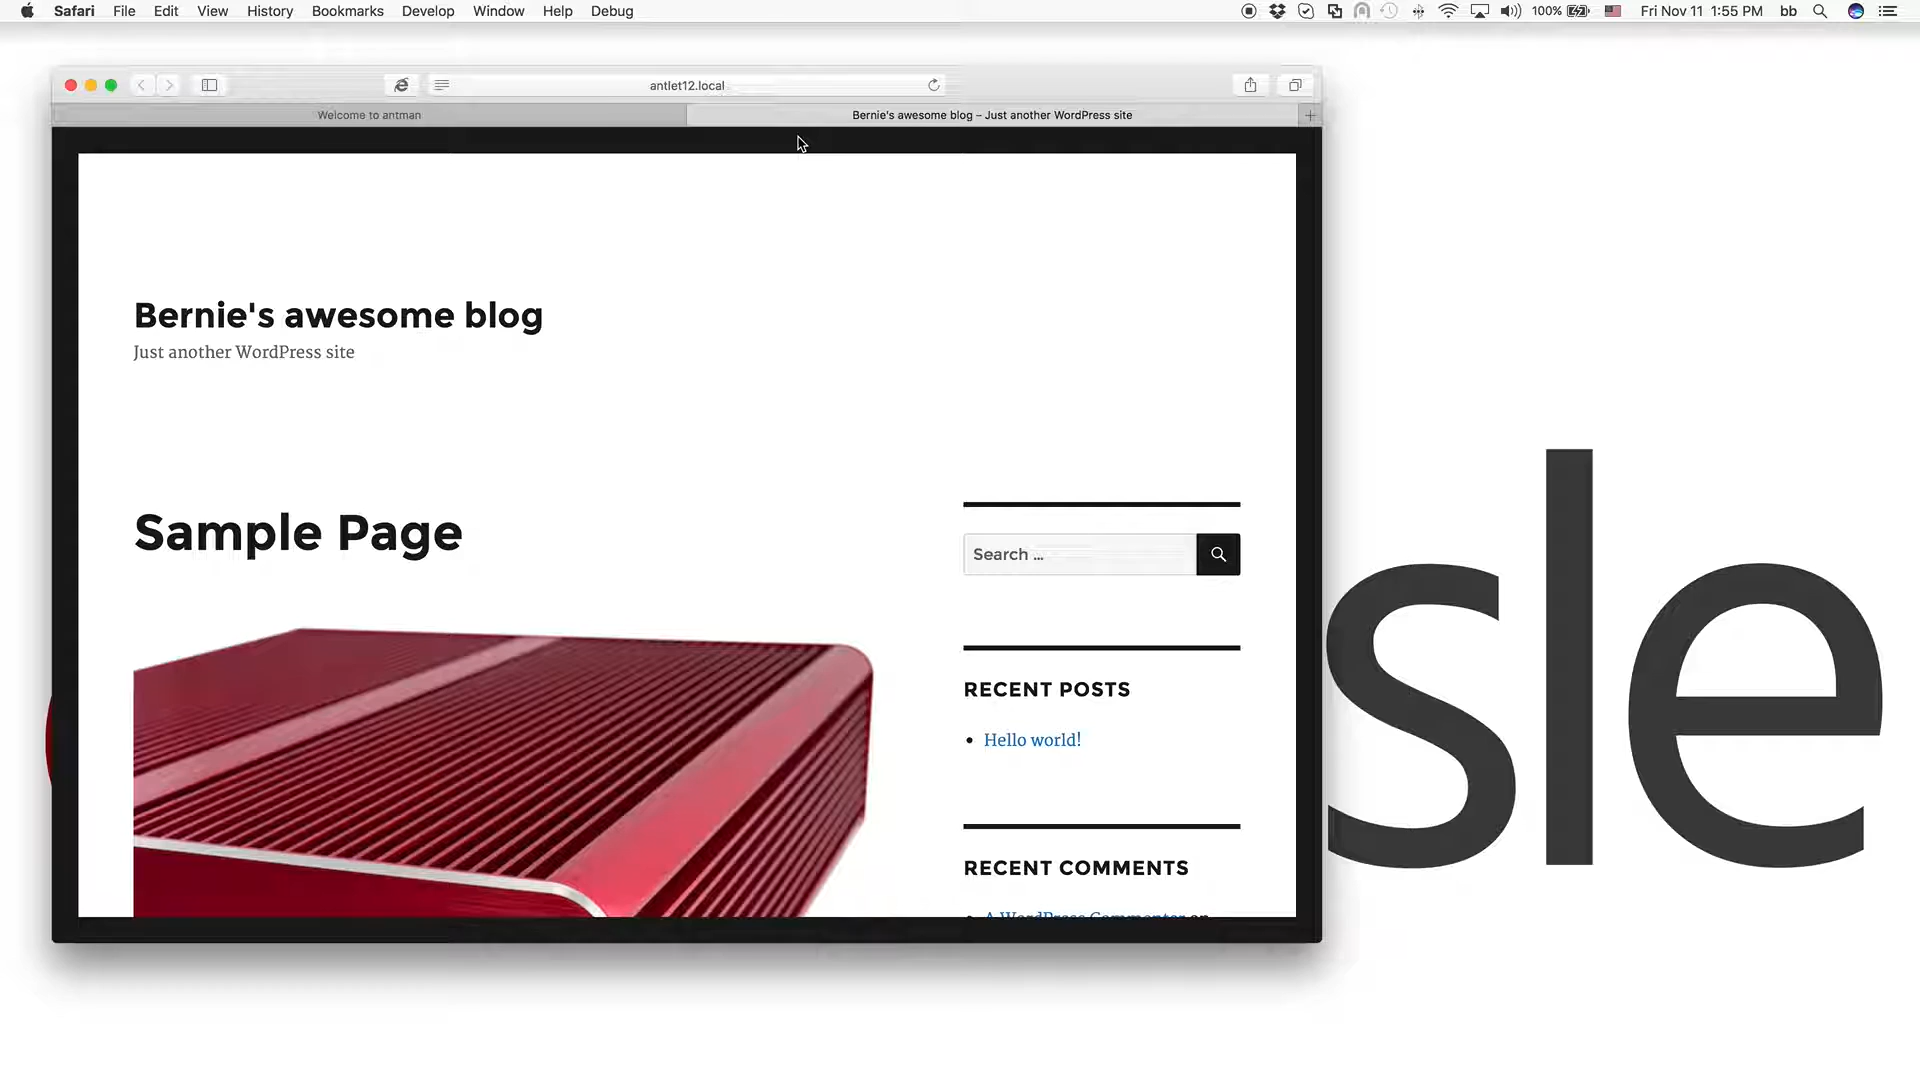 Safari File Edit View History Bookmarks Develop Window Help Debug 100% Fri Nov 11 1:55 PM bb
antlet12.local
Welcome to antman Bernie's awesome blog – Just another WordPress site
Bernie's awesome blog
Just another WordPress site
Sample Page
Search ...
RECENT POSTS
Hello world!
RECENT COMMENTS
A WordPress Commenter on
sle